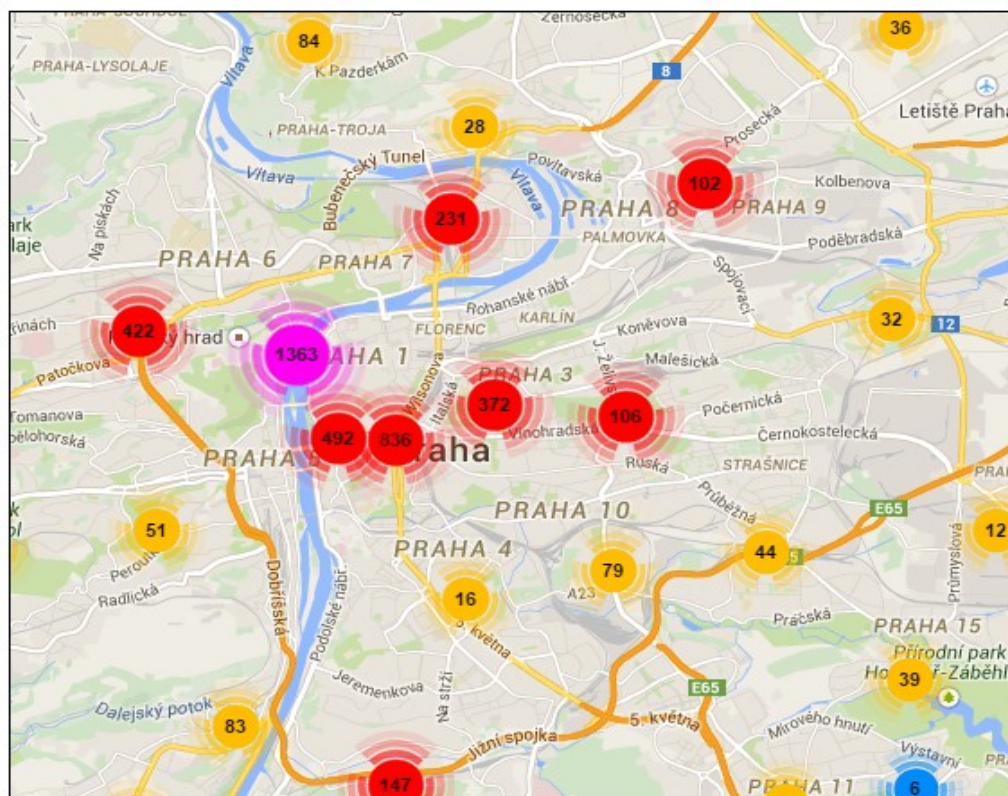 84
36
K Pazderkám
PRAHA-LYSOLAJE
Vltava
8
Letiště Praha
28
PRAHA-TROJA
Prosecká
Bubenečský Tunel
Povltavská
Vltava
Vltava
102
Kolbenova
Na pískách
PRAHA 8
PRAHA 9
231
PALMOVKA
Poděbradská
PRAHA 6
PRAHA 7
Spojovací
Rohanské nábř.
KARLÍN
32
12
422
FLORENC
Koněvova
hrad
1363
AHA 1
Malešická
Patočkova
Wilsonova
Italská
PRAHA 3
372
106
Počernická
Tomanova
492
836
Vinohradská
Černokostelecká
PRAHA 5
raha
Ruská
STRAŠNICE
Průběžná
PRAHA 10
E65
51
12
PRAHA 4
44
79
Průmyslová
Radlická
Dobříšská
16
A23
5. května
Podolské nábř.
Práčská
PRAHA 15
Přírodní park
Jeremenkova
Na strži
39
E65
Dalejský potok
83
5. května
Mírového hnutí
Jižní spojka
Výstavní
147
PRAHA 11
6